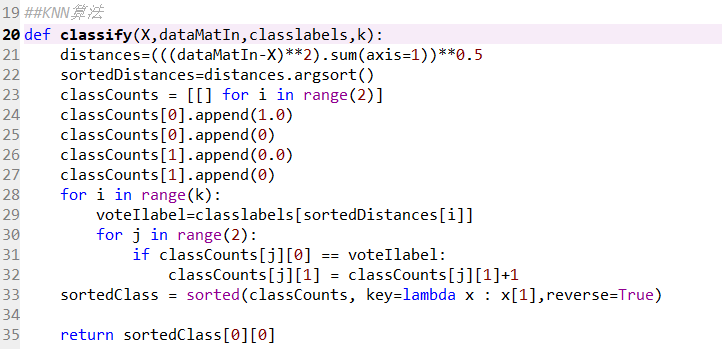 19 ##KNN算法
20 def classify(X,dataMatIn,classlabels,k):
21     distances=(((dataMatIn-X)**2).sum(axis=1))**0.5
22     sortedDistances=distances.argsort()
23     classCounts = [[] for i in range(2)]
24     classCounts[0].append(1.0)
25     classCounts[0].append(0)
26     classCounts[1].append(0.0)
27     classCounts[1].append(0)
28     for i in range(k):
29         voteIlabel=classlabels[sortedDistances[i]]
30         for j in range(2):
31             if classCounts[j][0] == voteIlabel:
32                 classCounts[j][1] = classCounts[j][1]+1
33     sortedClass = sorted(classCounts, key=lambda x : x[1],reverse=True)
34
35     return sortedClass[0][0]